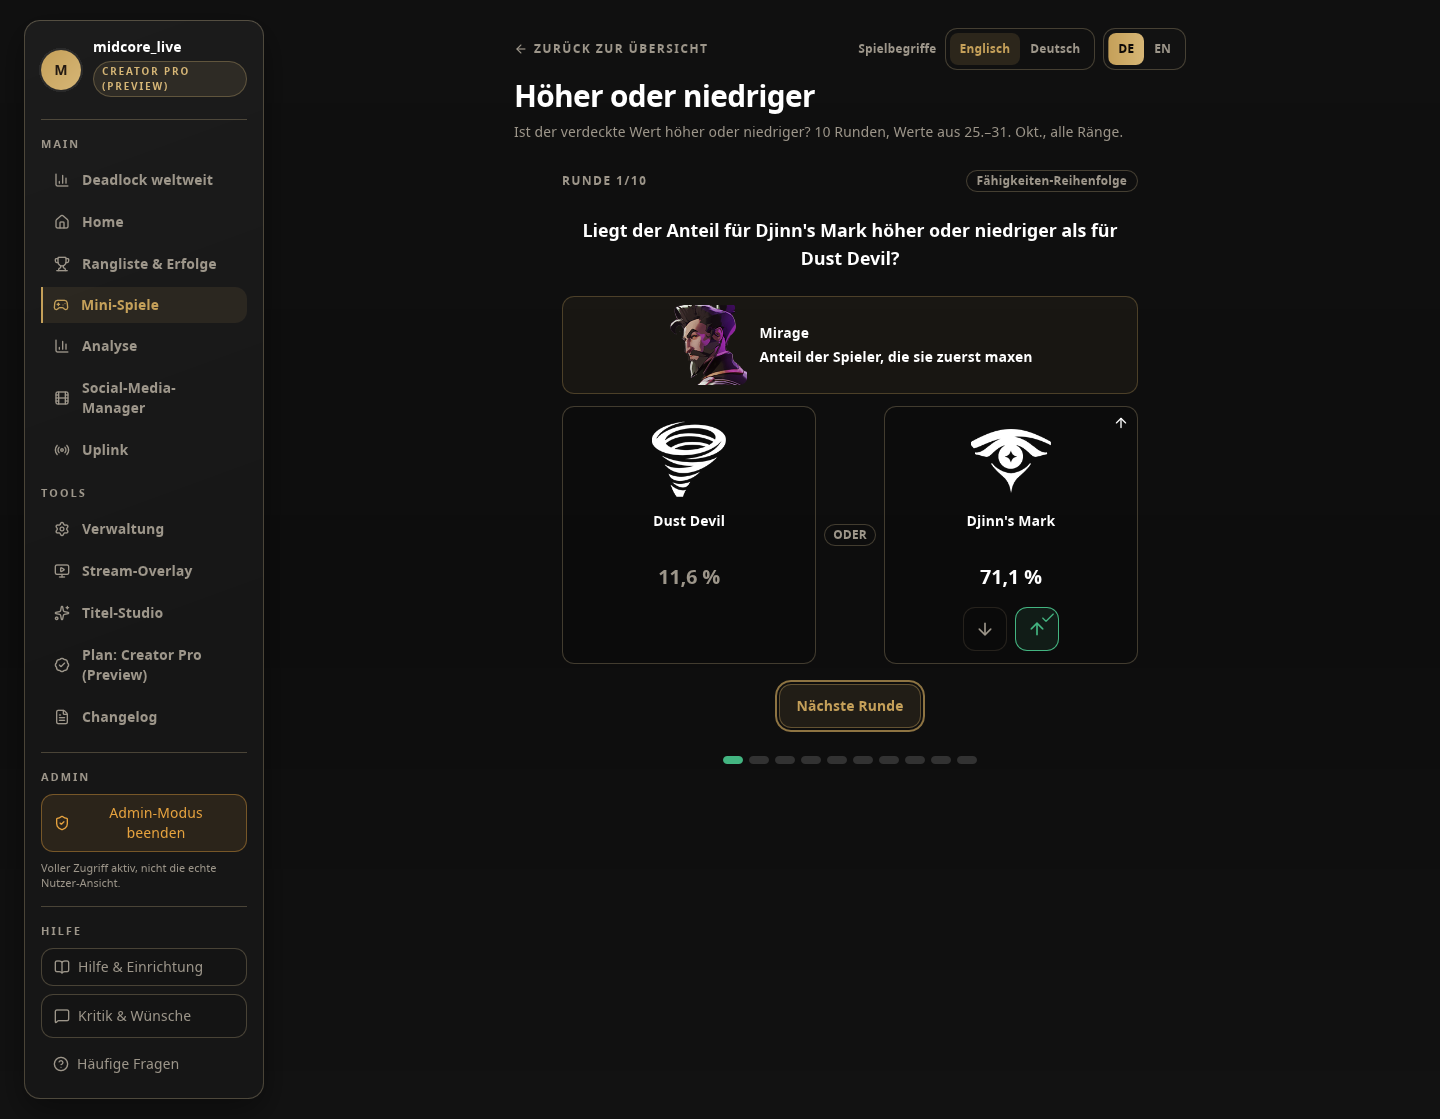 M
midcore_live
CREATOR PRO
(PREVIEW)
MAIN
Deadlock weltweit
Home
Rangliste & Erfolge
Mini-Spiele
Analyse
Social-Media-
Manager
Uplink
TOOLS
Verwaltung
Stream-Overlay
Titel-Studio
Plan: Creator Pro
(Preview)
Changelog
ADMIN
Admin-Modus
beenden
Voller Zugriff aktiv, nicht die echte
Nutzer-Ansicht.
HILFE
Hilfe & Einrichtung
Kritik & Wünsche
Häufige Fragen
ZURÜCK ZUR ÜBERSICHT
Spielbegriffe
Englisch
Deutsch
DE
EN
Höher oder niedriger
Ist der verdeckte Wert höher oder niedriger? 10 Runden, Werte aus 25.–31. Okt., alle Ränge.
RUNDE 1/10
Fähigkeiten-Reihenfolge
Liegt der Anteil für Djinn's Mark höher oder niedriger als für
Dust Devil?
Mirage
Anteil der Spieler, die sie zuerst maxen
Dust Devil
11,6 %
ODER
Djinn's Mark
71,1 %
Nächste Runde